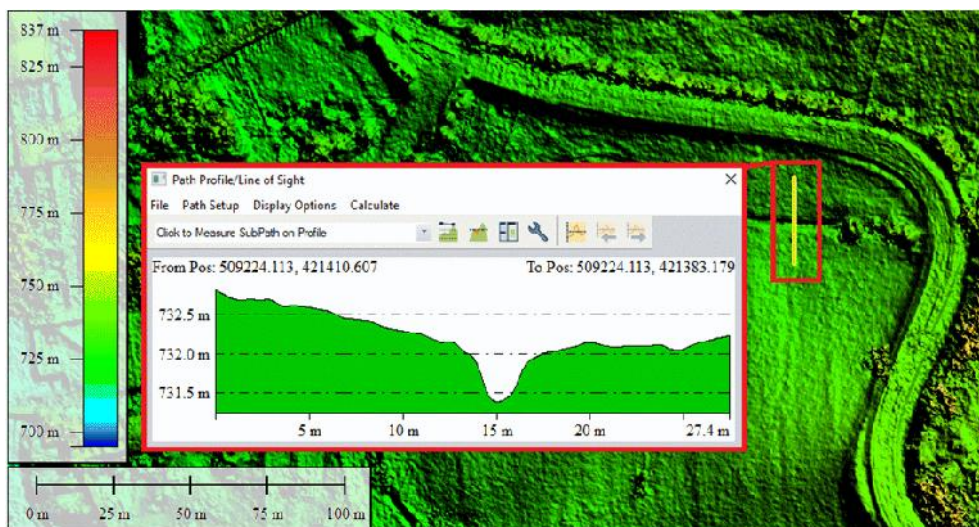 837 m
825 m
800 m
775 m
750 m
725 m
700 m
Path Profile/Line of Sight
File Path Setup Display Options Calculate
Click to Measure SubPath on Profile
From Pos: 509224.113, 421410.607 To Pos: 509224.113, 421383.179
732.5 m
732.0 m
731.5 m
5 m 10 m 15 m 20 m 27.4 m
0 m 25 m 50 m 75 m 100 m